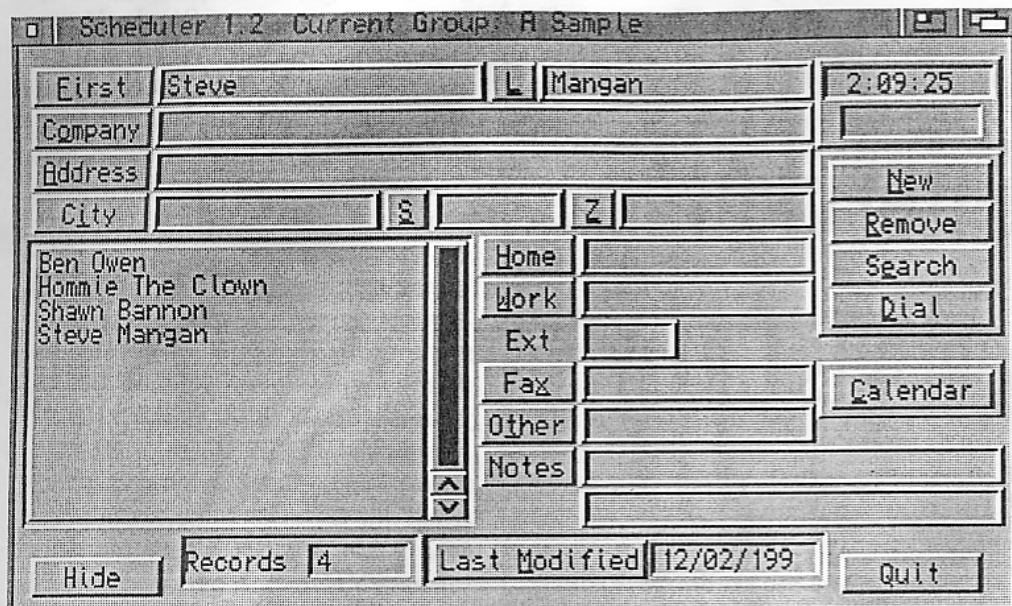 Scheduler 1.2 Current Group: A Sample
First Steve L Mangan 2:09:25
Company
Address New
City S Z Remove
Ben Owen
Hommie The Clown
Shawn Bannon
Steve Mangan
Home Search
Work Dial
Ext
Fax Calendar
Other
Notes
Hide Records 4 Last Modified 12/02/199 Quit